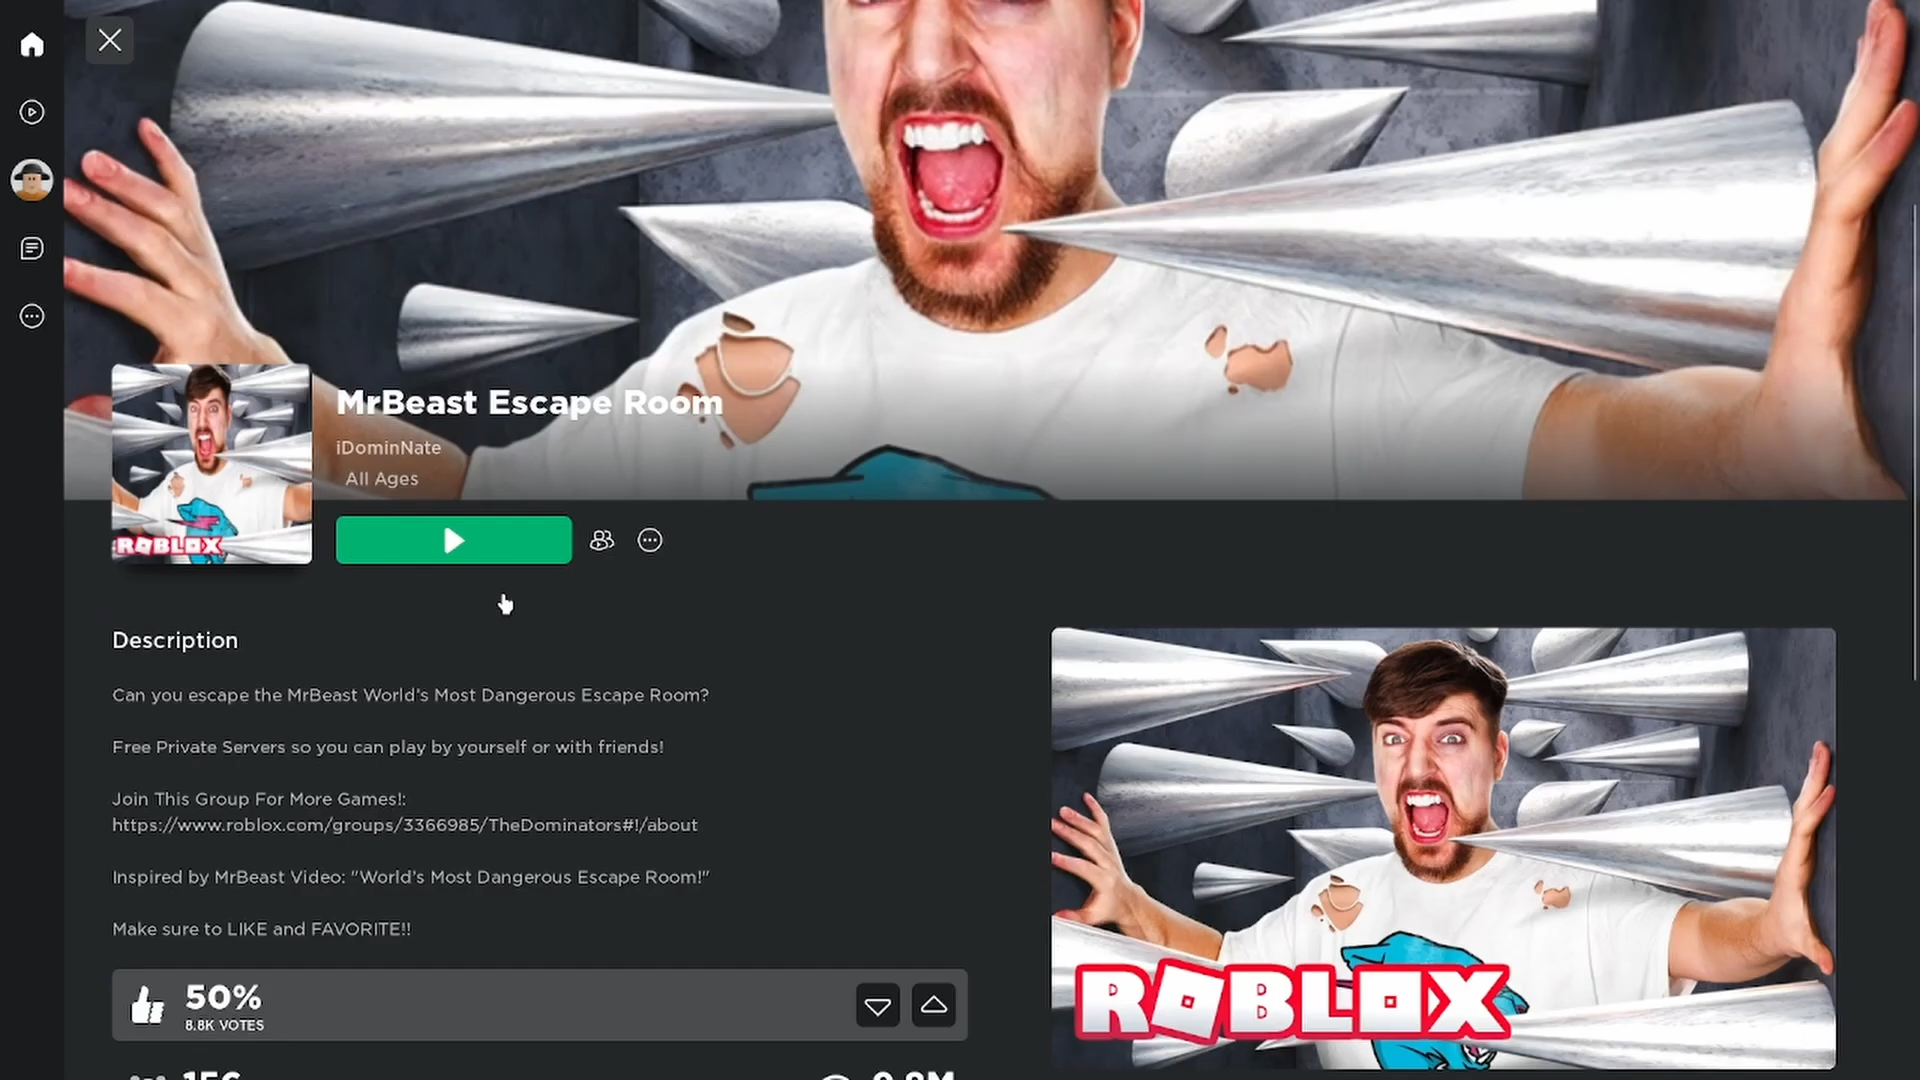 MrBeast Escape Room
iDominNate
All Ages
Description
Can you escape the MrBeast World's Most Dangerous Escape Room?
Free Private Servers so you can play by yourself or with friends!
Join This Group For More Games!:
https://www.roblox.com/groups/3366985/TheDominators#!/about
Inspired by MrBeast Video: "World's Most Dangerous Escape Room!"
Make sure to LIKE and FAVORITE!!
50%
8.8K VOTES
ROBLOX
ROBLOX